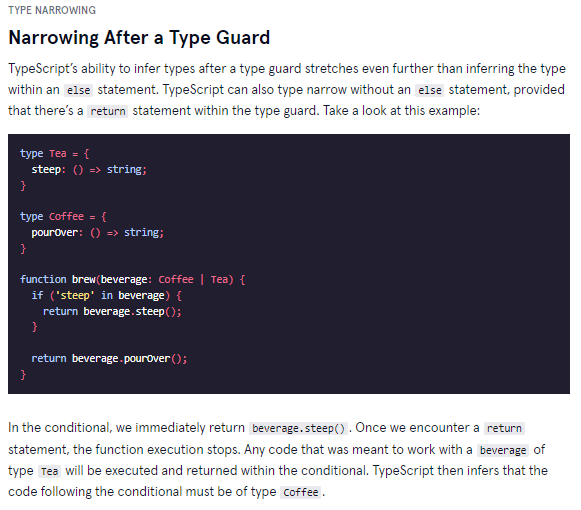 TYPE NARROWING
Narrowing After a Type Guard
TypeScript’s ability to infer types after a type guard stretches even further than inferring the type
within an else statement. TypeScript can also type narrow without an else statement, provided
that there’s a return statement within the type guard. Take a look at this example:
type Tea = {
  steep: () => string;
}
type Coffee = {
  pourOver: () => string;
}
function brew(beverage: Coffee | Tea) {
  if ('steep' in beverage) {
    return beverage.steep();
  }
  return beverage.pourOver();
}
In the conditional, we immediately return beverage.steep(). Once we encounter a return
statement, the function execution stops. Any code that was meant to work with a beverage of
type Tea will be executed and returned within the conditional. TypeScript then infers that the
code following the conditional must be of type Coffee.